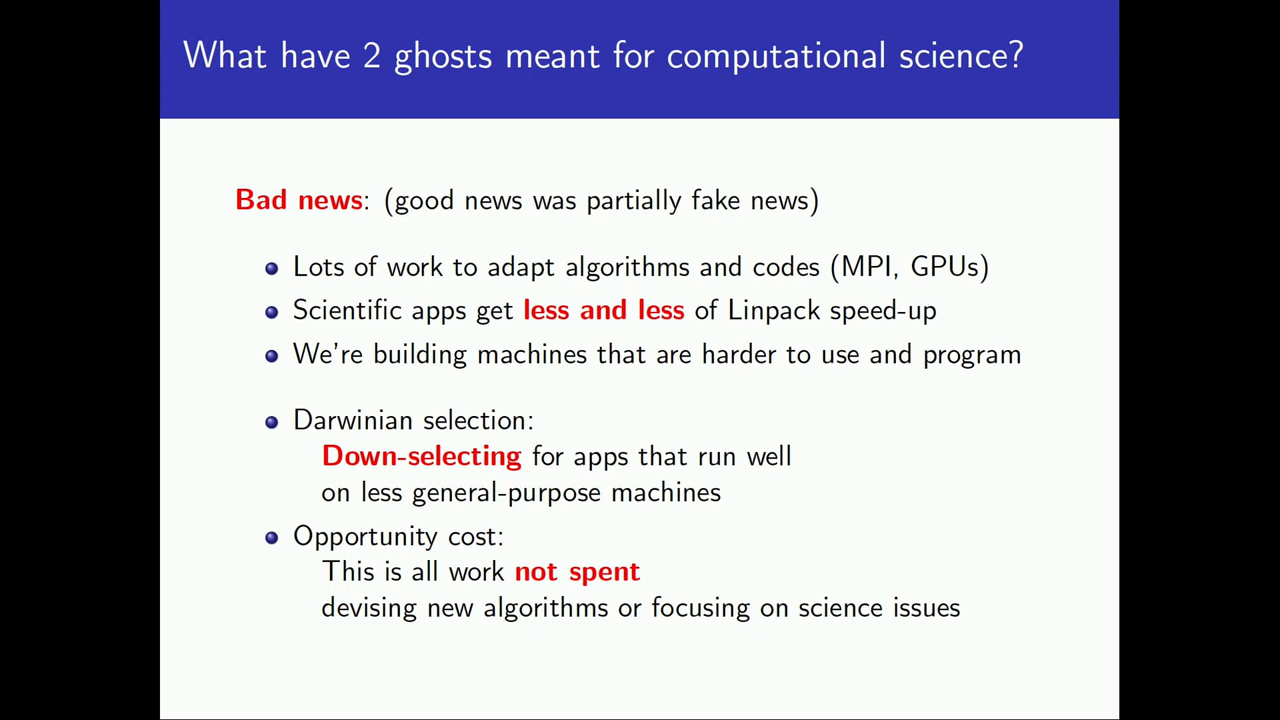 What have 2 ghosts meant for computational science?
Bad news: (good news was partially fake news)
Lots of work to adapt algorithms and codes (MPI, GPUs)
Scientific apps get less and less of Linpack speed-up
We're building machines that are harder to use and program
Darwinian selection:
Down-selecting for apps that run well
on less general-purpose machines
Opportunity cost:
This is all work not spent
devising new algorithms or focusing on science issues